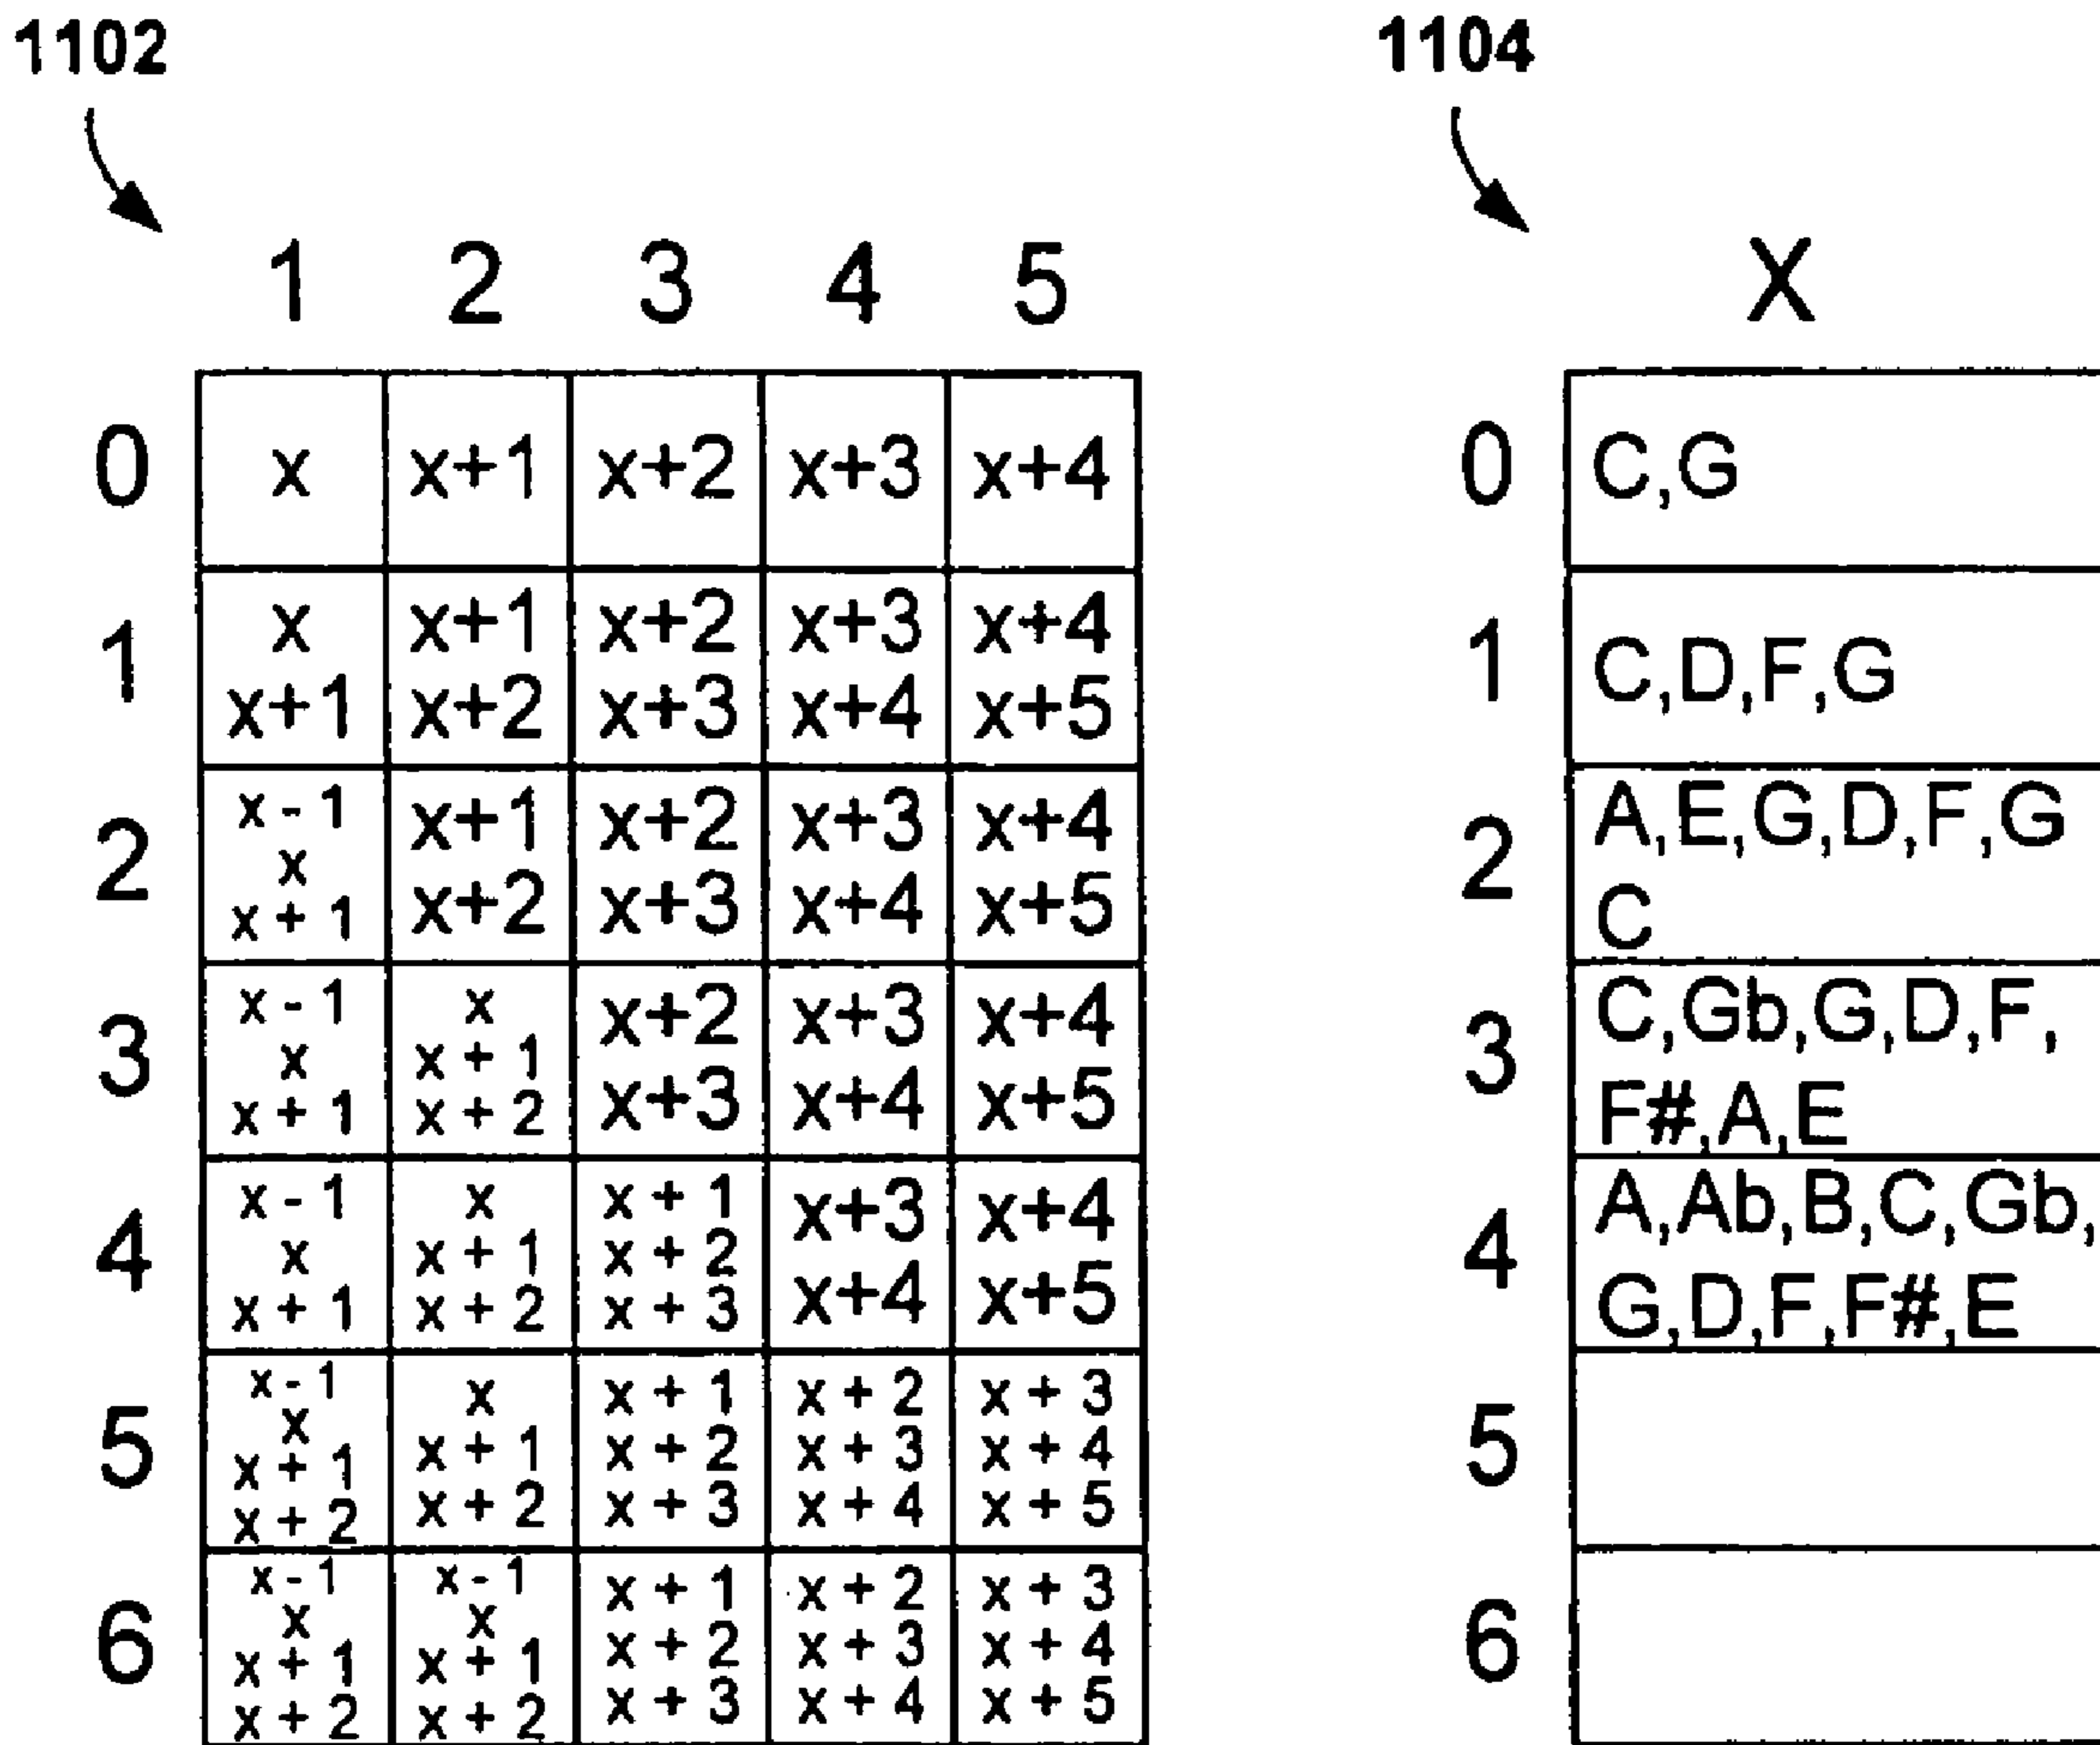 1102
1 2 3 4 5
0 x x+1 x+2 x+3 x+4
1 x x+1 x+2 x+3 x+4
x+1 x+2 x+3 x+4 x+5
2 x - 1 x+1 x+2 x+3 x+4
x
x + 1 x+2 x+3 x+4 x+5
3 x - 1 x x+2 x+3 x+4
x x + 1
x + 1 x + 2 x+3 x+4 x+5
4 x - 1 x x + 1 x+3 x+4
x x + 1 x + 2
x + 1 x + 2 x + 3 x+4 x+5
5 x - 1 x x + 1 x + 2 x + 3
x
x + 1 x + 1 x + 2 x + 3 x + 4
x + 2 x + 2 x + 3 x + 4 x + 5
6 x - 1 x - 1 x + 1 x + 2 x + 3
x x
x + 1 x + 1 x + 2 x + 3 x + 4
x + 2 x + 2 x + 3 x + 4 x + 5
1104
X
0 C,G
1 C,D,F,G
2 A,E,G,D,F,G
C
3 C,Gb,G,D,F,
F#,A,E
4 A,Ab,B,C,Gb,
G,D,F,F#,E
5
6